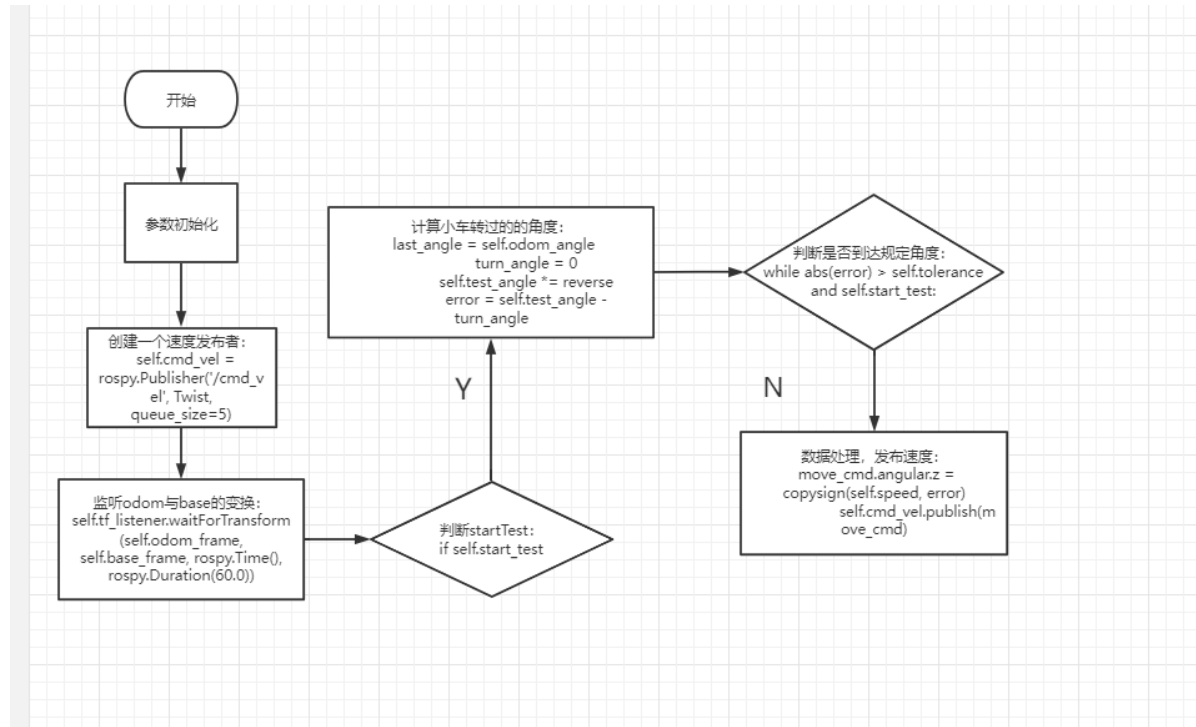 开始
参数初始化
创建一个速度发布者：
self.cmd_vel =
rospy.Publisher('/cmd_v
el', Twist,
queue_size=5)
监听odom与base的变换：
self.tf_listener.waitForTransform
(self.odom_frame,
self.base_frame, rospy.Time(),
rospy.Duration(60.0))
判断startTest:
if self.start_test
Y
计算小车转过的的角度：
last_angle = self.odom_angle
turn_angle = 0
self.test_angle *= reverse
error = self.test_angle -
turn_angle
判断是否到达规定角度：
while abs(error) > self.tolerance
and self.start_test:
N
数据处理，发布速度：
move_cmd.angular.z =
copysign(self.speed, error)
self.cmd_vel.publish(m
ove_cmd)